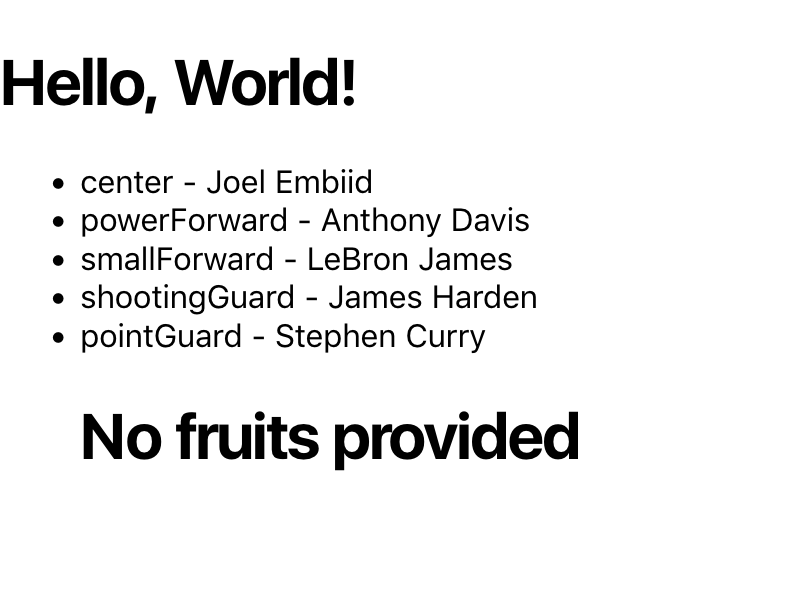 Hello, World!
• center - Joel Embiid
• powerForward - Anthony Davis
• smallForward - LeBron James
• shootingGuard - James Harden
• pointGuard - Stephen Curry
No fruits provided